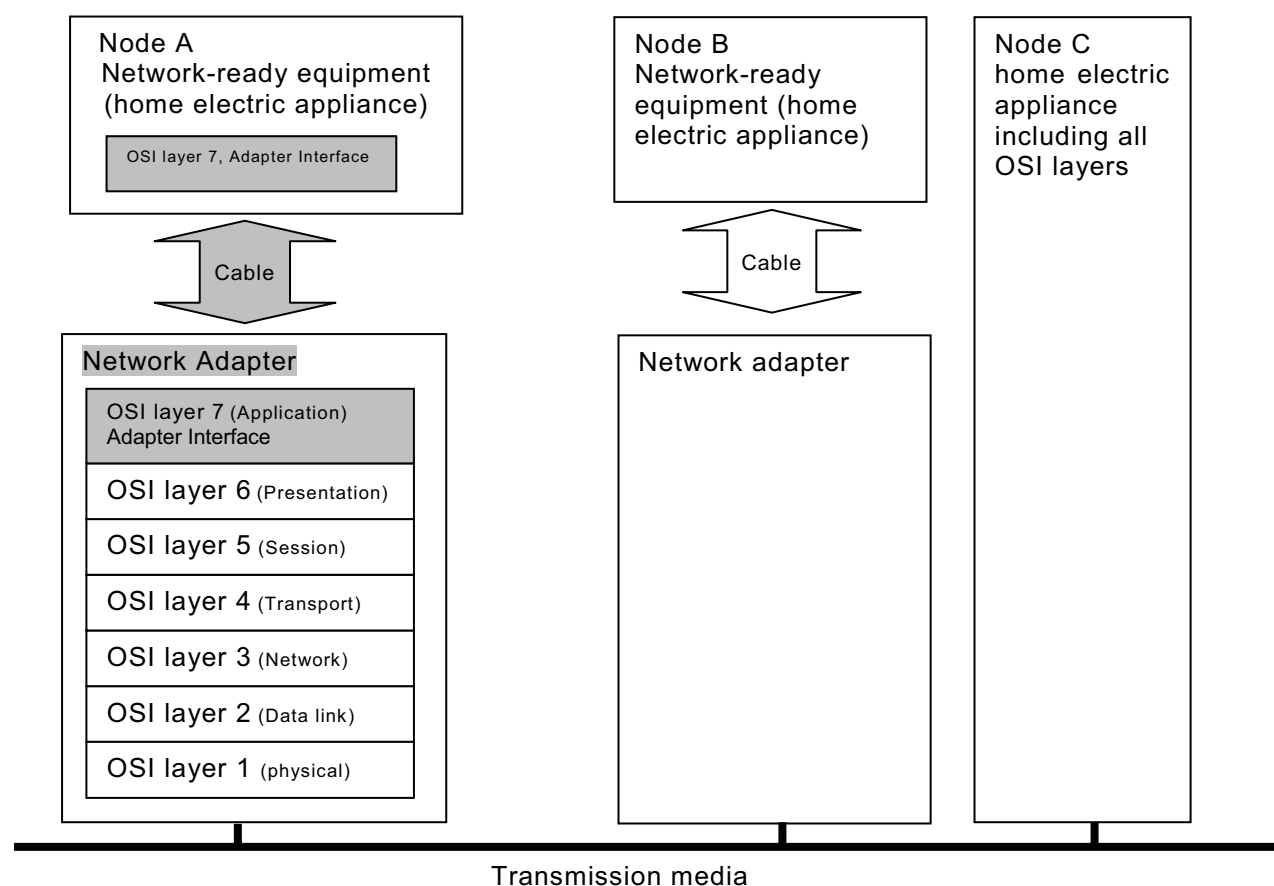 Node A
Network-ready equipment
(home electric appliance)
OSI layer 7, Adapter Interface
Cable
Network Adapter
OSI layer 7 (Application)
Adapter Interface
OSI layer 6 (Presentation)
OSI layer 5 (Session)
OSI layer 4 (Transport)
OSI layer 3 (Network)
OSI layer 2 (Data link)
OSI layer 1 (physical)
Node B
Network-ready
equipment (home
electric appliance)
Cable
Network adapter
Node C
home electric
appliance
including all
OSI layers
Transmission media